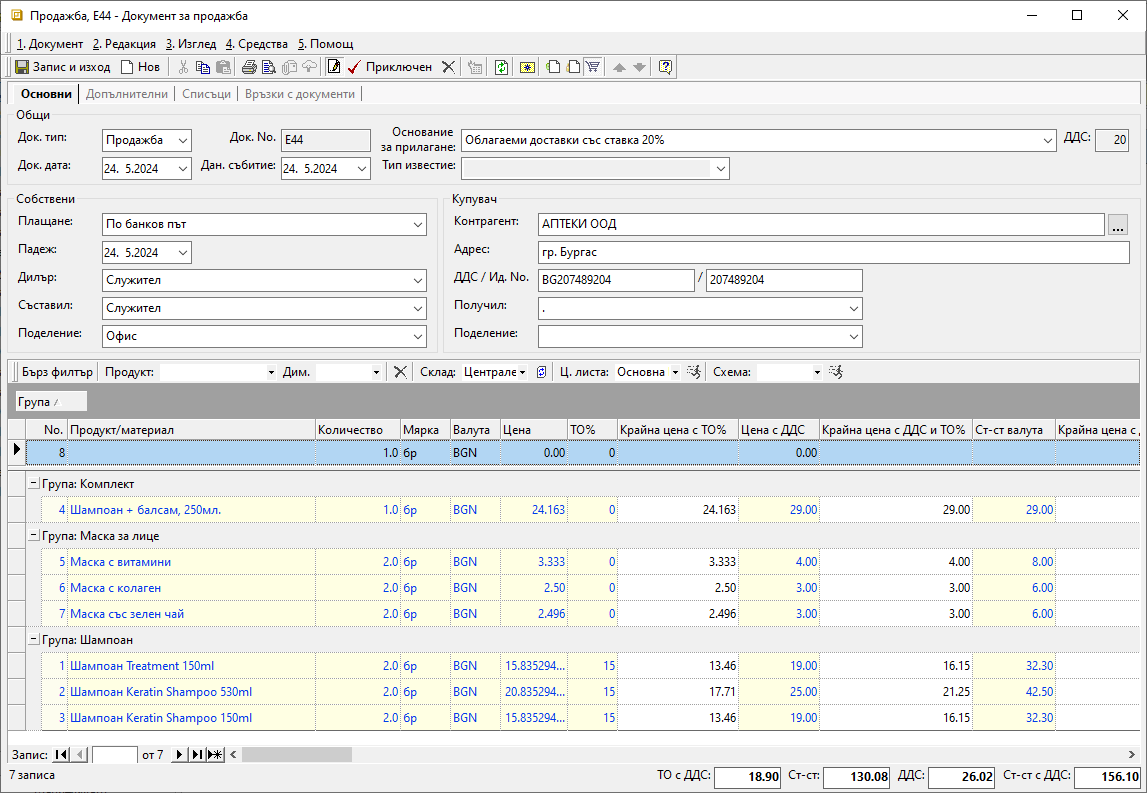 Продажба, E44 - Документ за продажба
1. Документ 2. Редакция 3. Изглед 4. Средства 5. Помощ
Запис и изход Нов Приключен
Основни Допълнителни Списъци Връзки с документи
Общи
Док. тип: Продажба Док. No. E44 Основание за прилагане: Облагаеми доставки със ставка 20% ДДС: 20
Док. дата: 24. 5.2024 Дан. събитие: 24. 5.2024 Тип известие:
Собствени
Плащане: По банков път
Падеж: 24. 5.2024
Дилър: Служител
Съставил: Служител
Поделение: Офис
Купувач
Контрагент: АПТЕКИ ООД ...
Адрес: гр. Бургас
ДДС / Ид. No. BG207489204 / 207489204
Получил: .
Поделение:
Бърз филтър Продукт: Дим. Склад: Централе Ц. листа: Основна Схема:
Група
No. Продукт/материал Количество Мярка Валута Цена ТО% Крайна цена с ТО% Цена с ДДС Крайна цена с ДДС и ТО% Ст-ст валута Крайна цена с
8 1.0 бр BGN 0.00 0 0.00
Група: Комплект
4 Шампоан + балсам, 250мл. 1.0 бр BGN 24.163 0 24.163 29.00 29.00 29.00
Група: Маска за лице
5 Маска с витамини 2.0 бр BGN 3.333 0 3.333 4.00 4.00 8.00
6 Маска с колаген 2.0 бр BGN 2.50 0 2.50 3.00 3.00 6.00
7 Маска със зелен чай 2.0 бр BGN 2.496 0 2.496 3.00 3.00 6.00
Група: Шампоан
1 Шампоан Treatment 150ml 2.0 бр BGN 15.835294... 15 13.46 19.00 16.15 32.30
2 Шампоан Keratin Shampoo 530ml 2.0 бр BGN 20.835294... 15 17.71 25.00 21.25 42.50
3 Шампоан Keratin Shampoo 150ml 2.0 бр BGN 15.835294... 15 13.46 19.00 16.15 32.30
Запис: от 7
7 записа ТО с ДДС: 18.90 Ст-ст: 130.08 ДДС: 26.02 Ст-ст с ДДС: 156.10